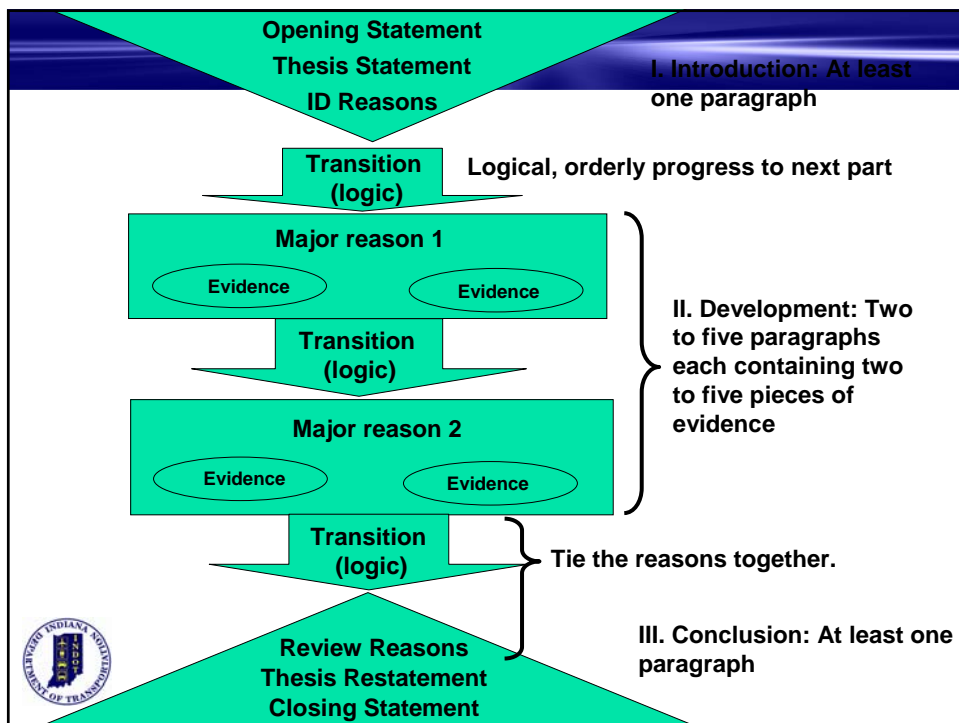 Opening Statement
Thesis Statement
ID Reasons
I. Introduction: At least
one paragraph
Transition
(logic)
Logical, orderly progress to next part
Major reason 1
Evidence
Evidence
II. Development: Two
to five paragraphs
each containing two
to five pieces of
evidence
Transition
(logic)
Major reason 2
Evidence
Evidence
Transition
(logic)
Tie the reasons together.
Review Reasons
Thesis Restatement
Closing Statement
III. Conclusion: At least one
paragraph
INDIANA
DEPARTMENT OF TRANSPORTATION
INDOT